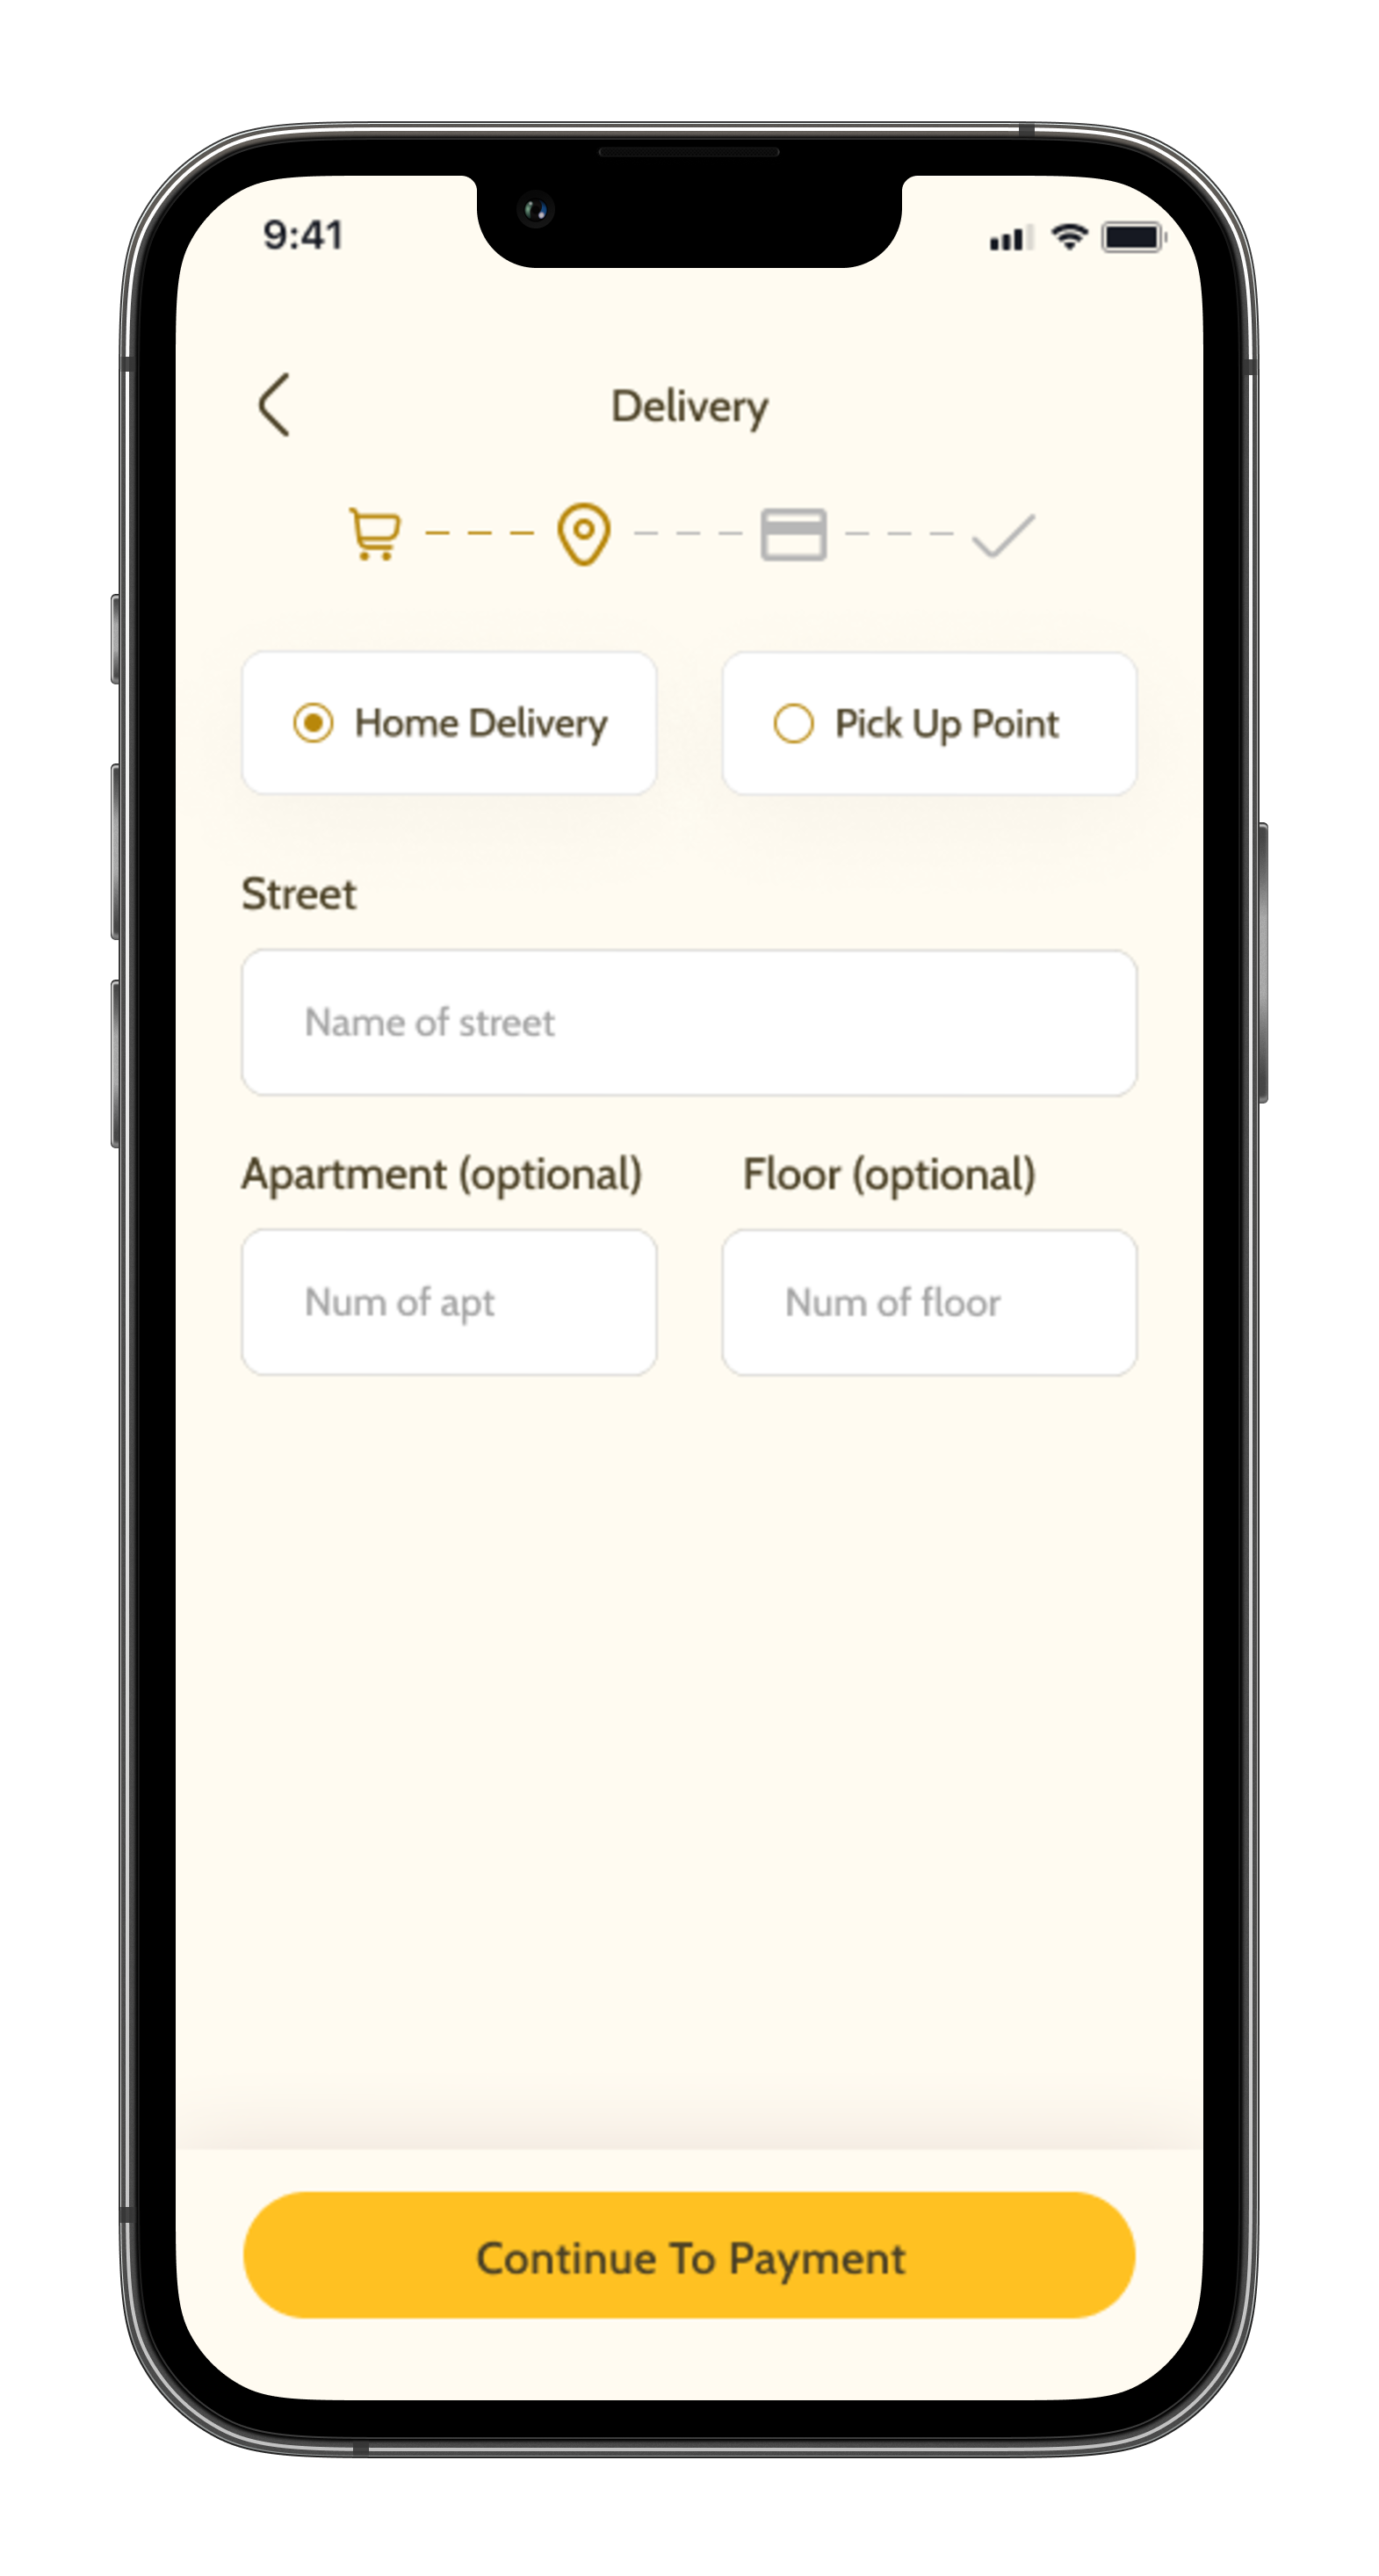 9:41
Delivery
Home Delivery
Pick Up Point
Street
Name of street
Apartment (optional)
Floor (optional)
Num of apt
Num of floor
Continue To Payment